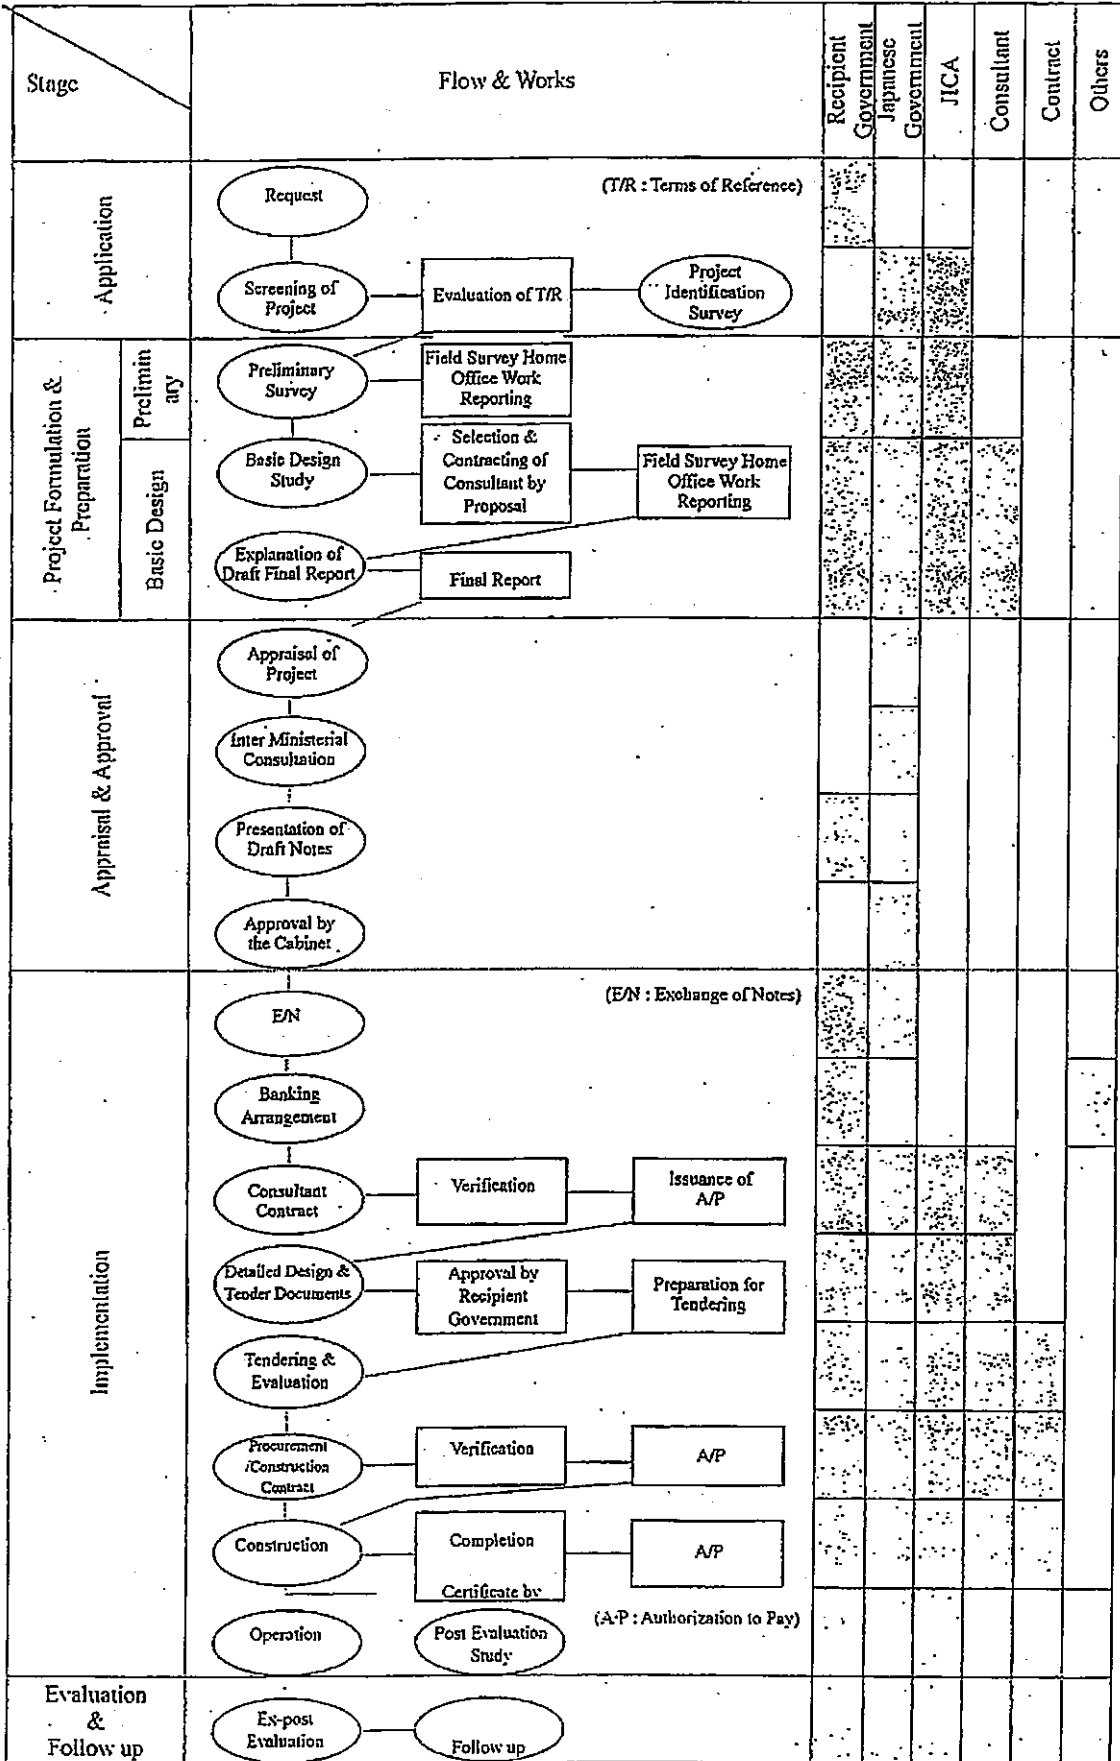 Stage
Flow & Works
Recipient
Government
Japanese
Government
JICA
Consultant
Contract
Others
Application
Request
(T/R : Terms of Reference)
Screening of
Project
Evaluation of T/R
Project
Identification
Survey
Project Formulation &
Preparation
Prelimin
ary
Preliminary
Survey
Field Survey Home
Office Work
Reporting
Basic Design
Basic Design
Study
Selection &
Contracting of
Consultant by
Proposal
Field Survey Home
Office Work
Reporting
Explanation of
Draft Final Report
Final Report
Appraisal & Approval
Appraisal of
Project
Inter Ministerial
Consultation
Presentation of
Draft Notes
Approval by
the Cabinet
Implementation
E/N
(E/N : Exchange of Notes)
Banking
Arrangement
Consultant
Contract
Verification
Issuance of
A/P
Detailed Design &
Tender Documents
Approval by
Recipient
Government
Preparation for
Tendering
Tendering &
Evaluation
Procurement
/Construction
Contract
Verification
A/P
Construction
Completion
Certificate by
A/P
(A/P : Authorization to Pay)
Operation
Post Evaluation
Study
Evaluation
&
Follow up
Ex-post
Evaluation
Follow up